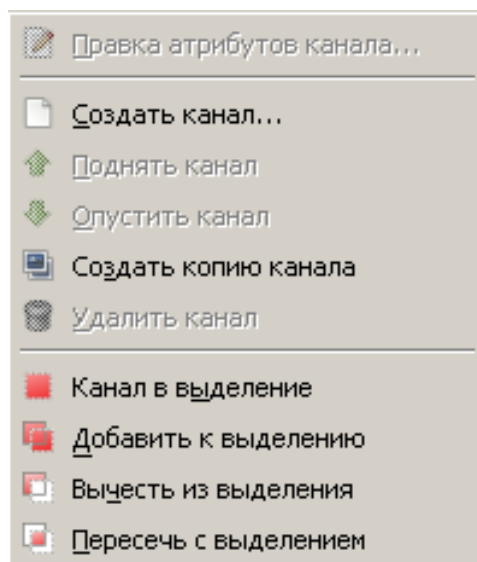 Правка атрибутов канала...
Создать канал...
Поднять канал
Опустить канал
Создать копию канала
Удалить канал
Канал в выделение
Добавить к выделению
Вычесть из выделения
Пересечь с выделением